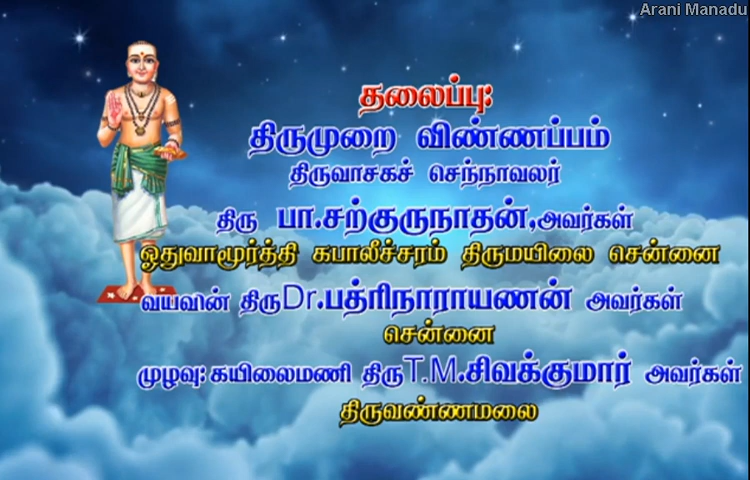 Arani Manadu
தலைப்பு:
திருமுறை விண்ணப்பம்
திருவாசகச் செந்நாவலர்
திரு பா.சற்குருநாதன்,அவர்கள்
ஓதுவாமூர்த்தி கபாலீச்சரம் திருமயிலை சென்னை
வயலின் திருDr.பத்ரிநாராயணன் அவர்கள்
சென்னை
முழவு: கயிலைமணி திருT.M.சிவக்குமார் அவர்கள்
திருவண்ணமலை